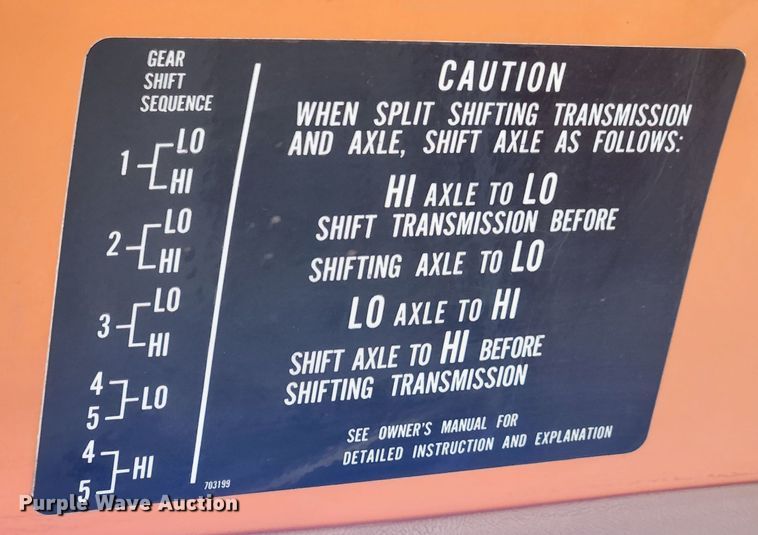 GEAR
SHIFT
SEQUENCE
1 LO
HI
2 LO
HI
3 LO
HI
4
5 LO
4
5 HI
703199
CAUTION
WHEN SPLIT SHIFTING TRANSMISSION
AND AXLE, SHIFT AXLE AS FOLLOWS:
HI AXLE TO LO
SHIFT TRANSMISSION BEFORE
SHIFTING AXLE TO LO
LO AXLE TO HI
SHIFT AXLE TO HI BEFORE
SHIFTING TRANSMISSION
SEE OWNER'S MANUAL FOR
DETAILED INSTRUCTION AND EXPLANATION
Purple Wave Auction